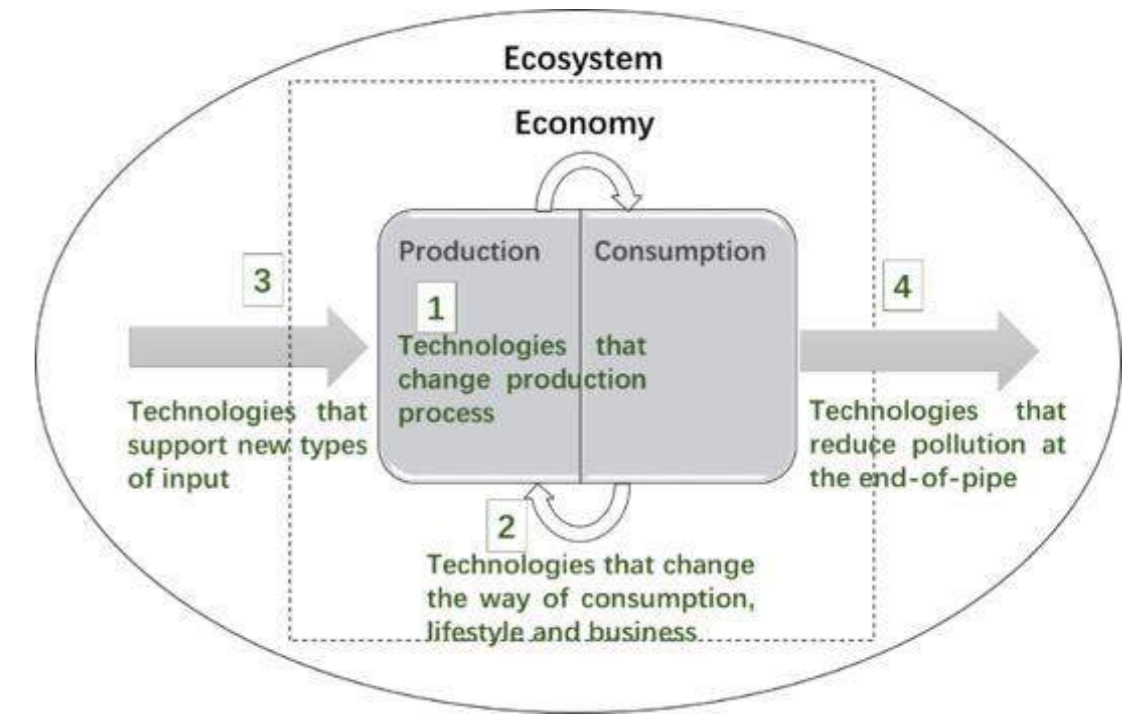 Ecosystem
Economy
Production
Consumption
1
Technologies that
change production
process
3
Technologies that
support new types
of input
4
Technologies that
reduce pollution at
the end-of-pipe
2
Technologies that change
the way of consumption,
lifestyle and business